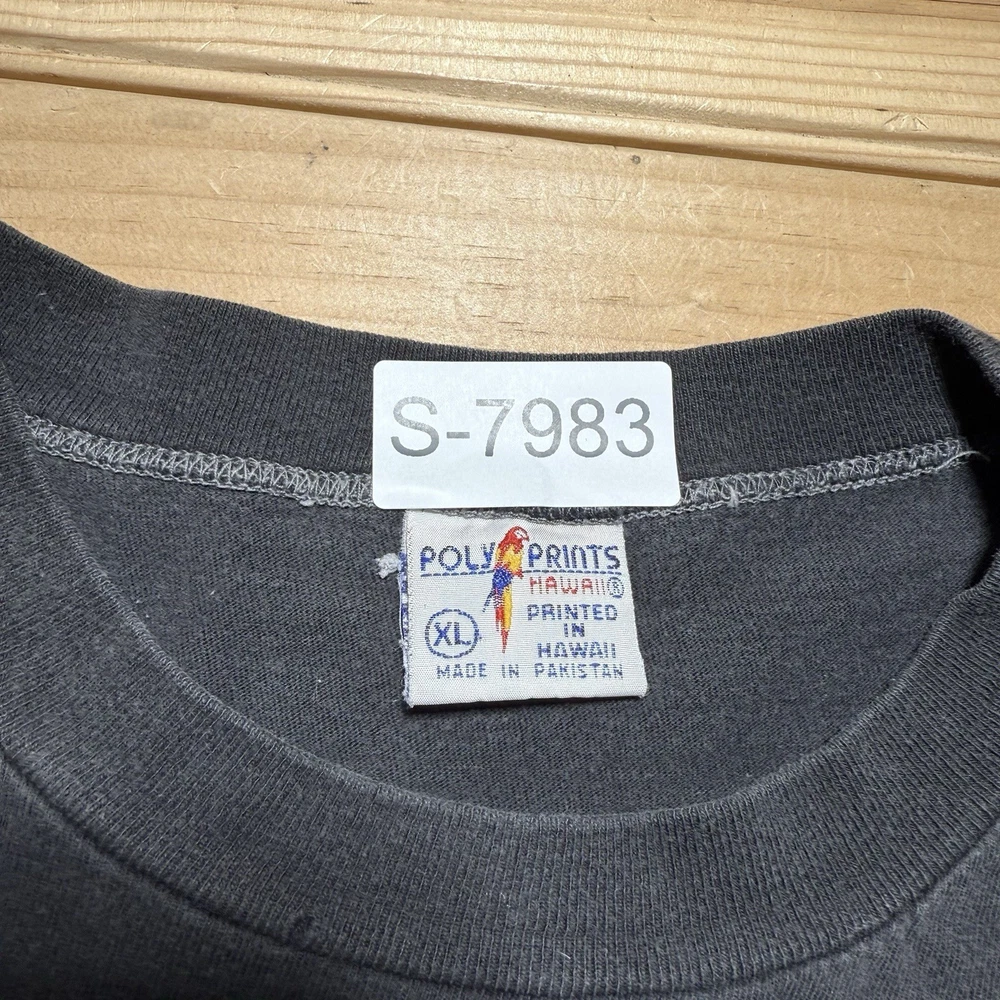 S-7983
POLY PRINTS
HAWAII®
XL
PRINTED
IN
HAWAII
MADE IN PAKISTAN